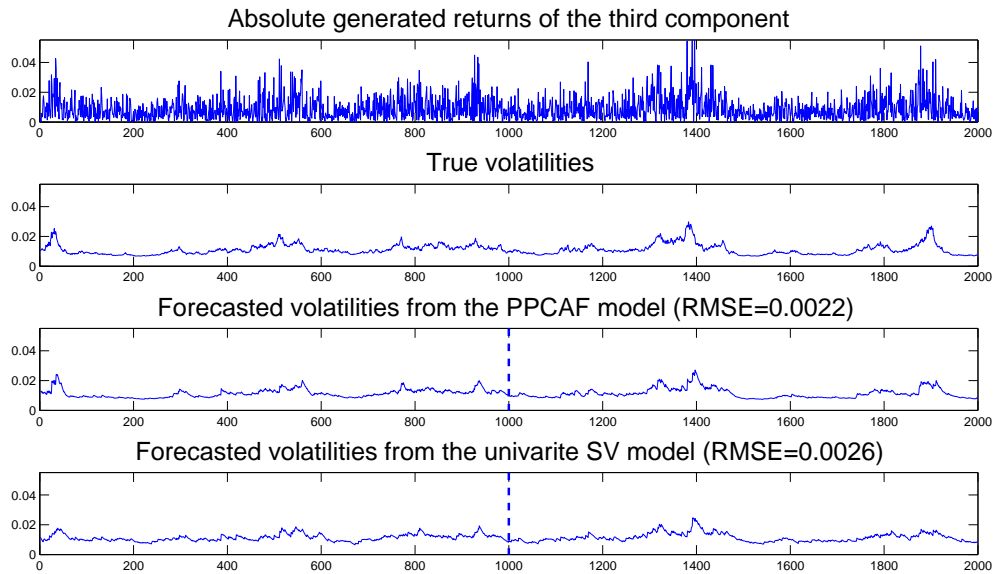 Absolute generated returns of the third component
0.04
0.02
0
0 200 400 600 800 1000 1200 1400 1600 1800 2000
True volatilities
0.04
0.02
0
0 200 400 600 800 1000 1200 1400 1600 1800 2000
Forecasted volatilities from the PPCAF model (RMSE=0.0022)
0.04
0.02
0
0 200 400 600 800 1000 1200 1400 1600 1800 2000
Forecasted volatilities from the univarite SV model (RMSE=0.0026)
0.04
0.02
0
0 200 400 600 800 1000 1200 1400 1600 1800 2000